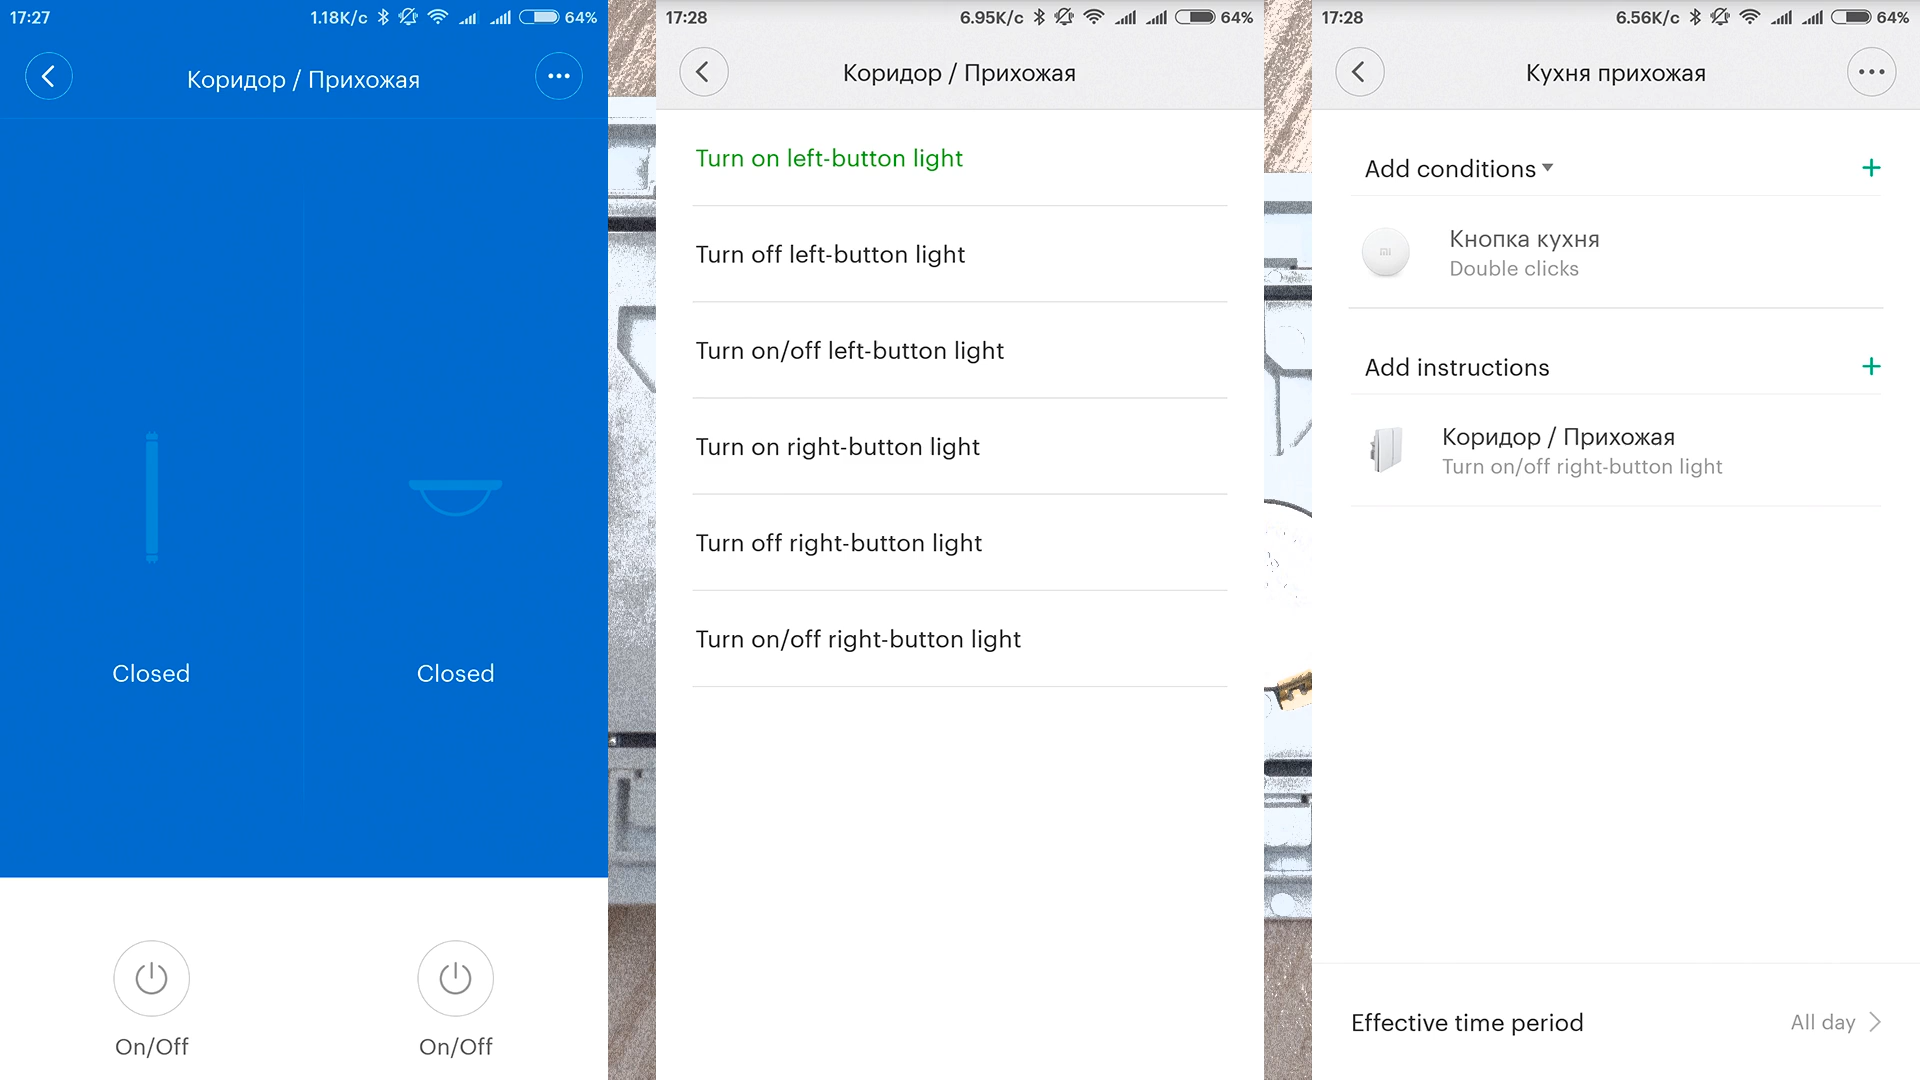 17:27
1.18K/c
64%
Коридор / Прихожая
Closed
Closed
On/Off
On/Off
17:28
6.95K/c
64%
Коридор / Прихожая
Turn on left-button light
Turn off left-button light
Turn on/off left-button light
Turn on right-button light
Turn off right-button light
Turn on/off right-button light
17:28
6.56K/c
64%
Кухня прихожая
Add conditions
mi
Кнопка кухня
Double clicks
Add instructions
Коридор / Прихожая
Turn on/off right-button light
Effective time period
All day